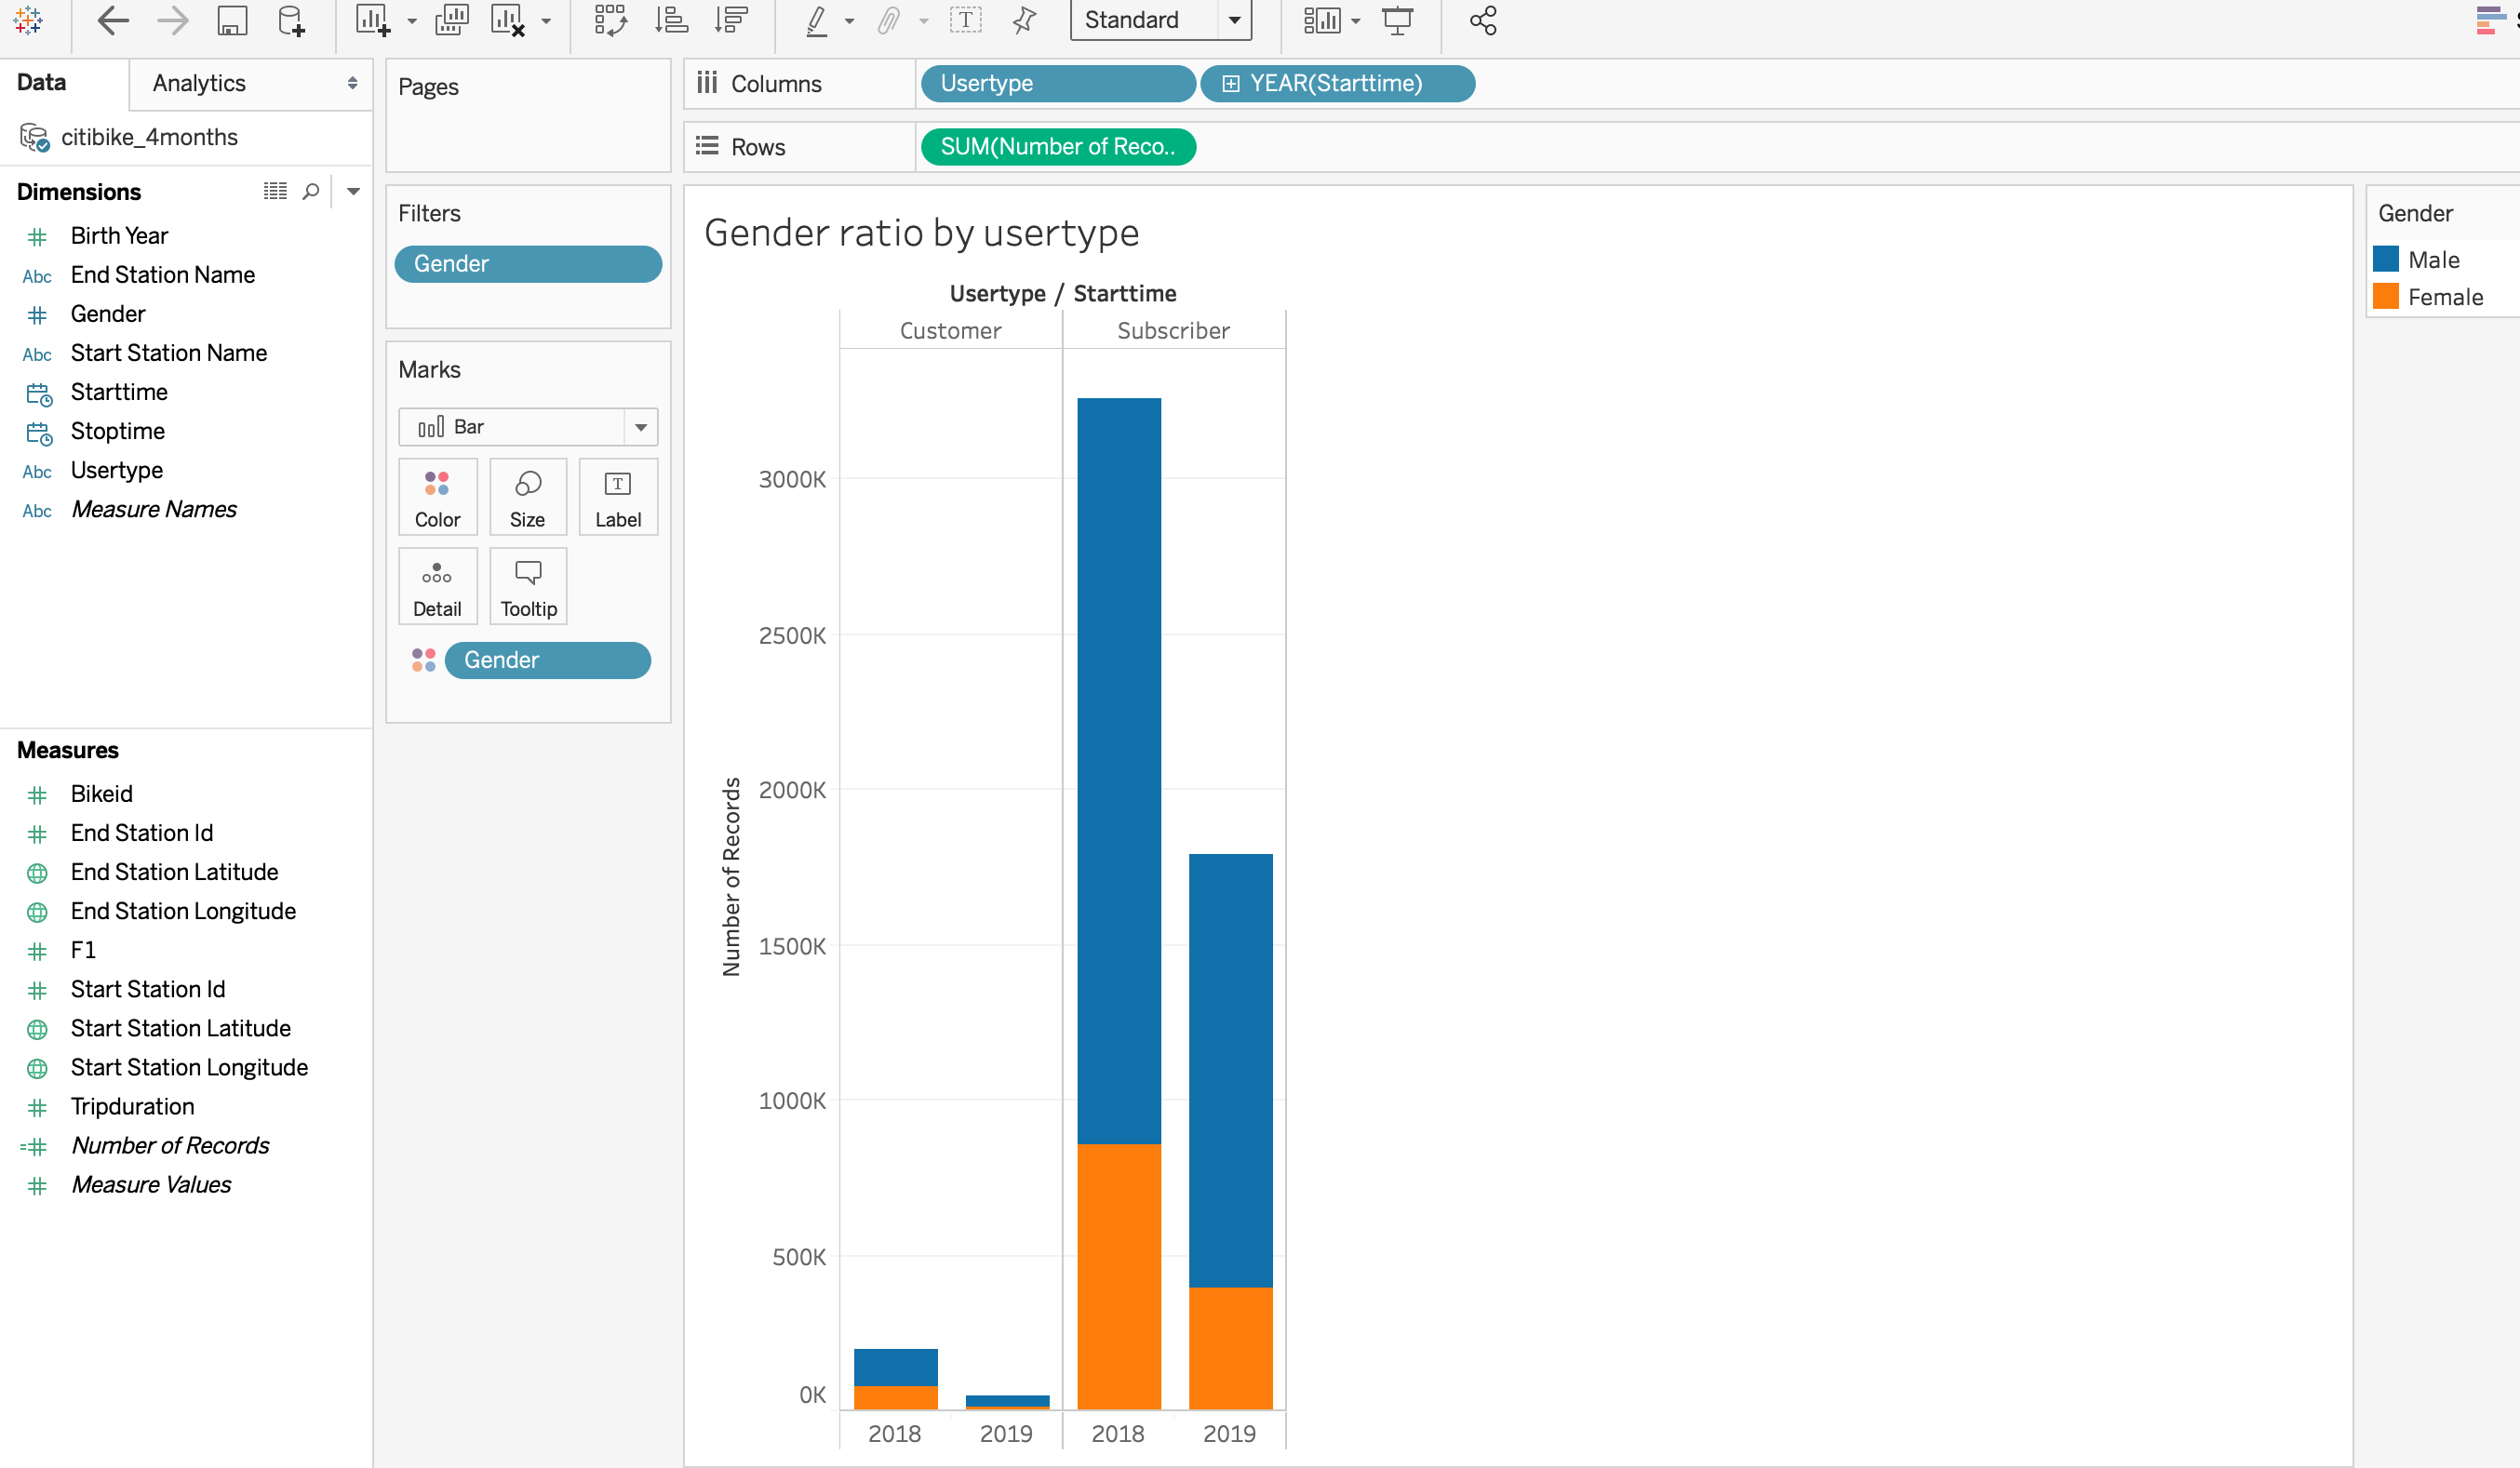 Standard
Data
Analytics
citibike_4months
Dimensions
Birth Year
Abc End Station Name
Gender
Abc Start Station Name
Starttime
Stoptime
Abc Usertype
Abc Measure Names
Measures
Bikeid
End Station Id
End Station Latitude
End Station Longitude
F1
Start Station Id
Start Station Latitude
Start Station Longitude
Tripduration
Number of Records
Measure Values
Pages
Filters
Gender
Marks
Bar
Color
Size
T
Label
Detail
Tooltip
Gender
Columns
Usertype
YEAR(Starttime)
Rows
SUM(Number of Reco..
Gender ratio by usertype
Usertype / Starttime
Customer
Subscriber
Number of Records
3000K
2500K
2000K
1500K
1000K
500K
0K
2018
2019
2018
2019
Gender
Male
Female